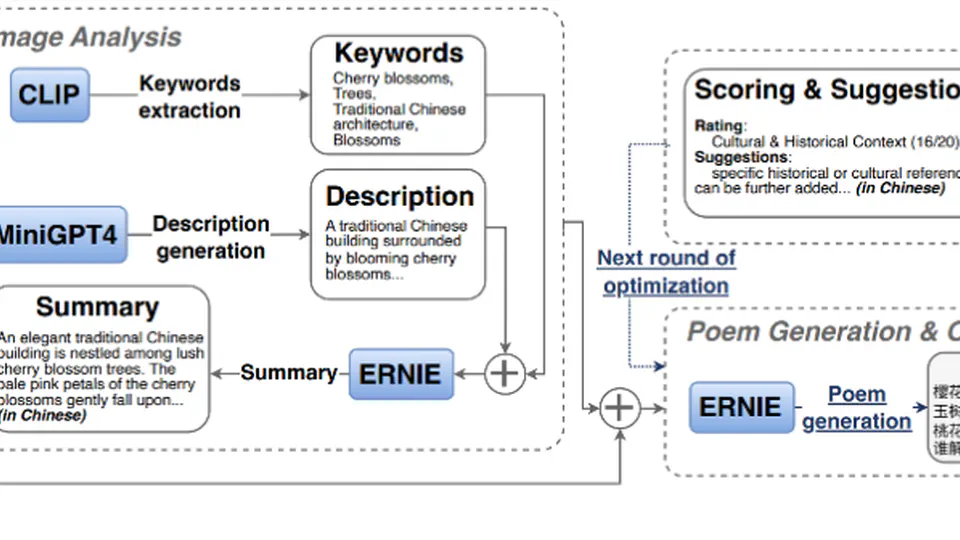 mage Analysis
CLIP
Keywords
extraction
Keywords
Cherry blossoms,
Trees,
Traditional Chinese
architecture,
Blossoms
MiniGPT4
Description
generation
Description
A traditional Chinese
building surrounded
by blooming cherry
blossoms...
Summary
An elegant traditional Chinese
building is nestled among lush
cherry blossom trees. The
pale pink petals of the cherry
blossoms gently fall upon...
(in Chinese)
Summary
ERNIE
Scoring & Suggestio
Rating:
Cultural & Historical Context (16/20)
Suggestions:
specific historical or cultural referenc
can be further added... (in Chinese)
Next round of
optimization
Poem Generation & C
ERNIE
Poem
generation
樱花
玉树
桃花
谁解